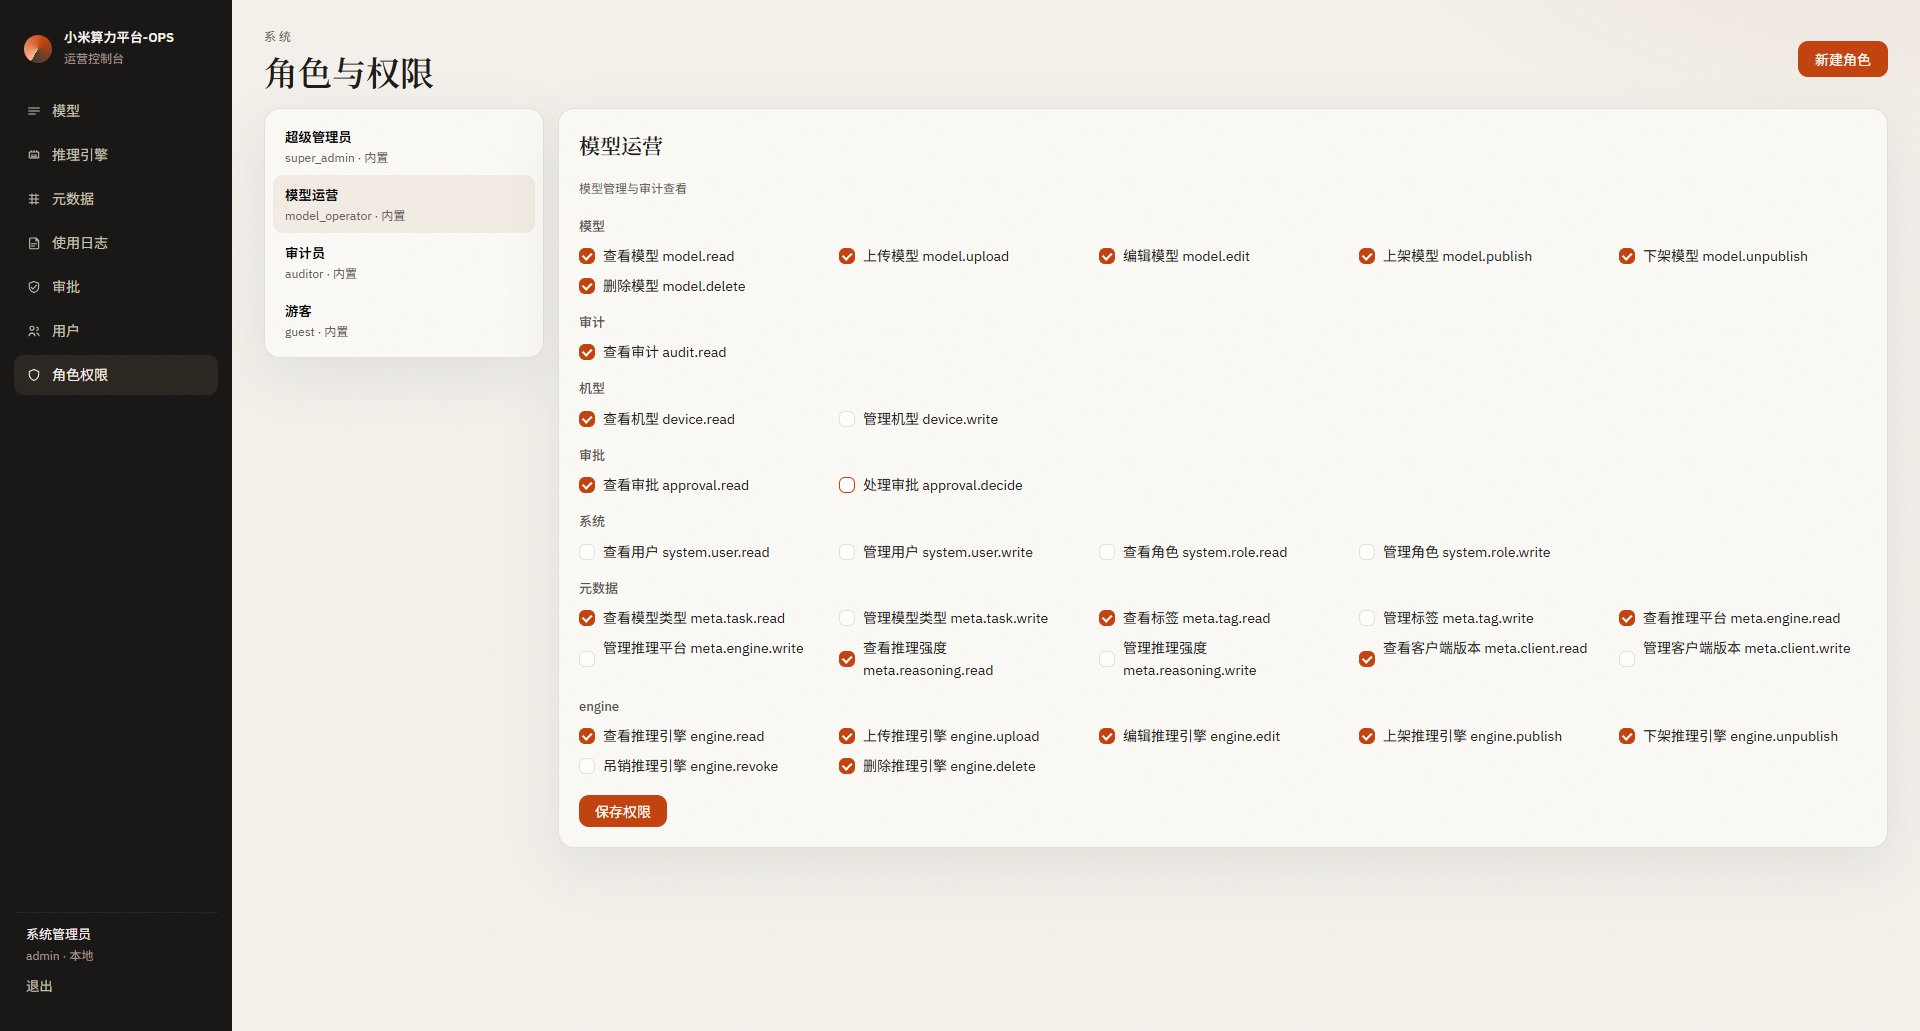 小米算力平台-OPS
运营控制台
模型
推理引擎
元数据
使用日志
审批
用户
角色权限
系统管理员
admin · 本地
退出
系统
角色与权限
新建角色
超级管理员
super_admin · 内置
模型运营
model_operator · 内置
审计员
auditor · 内置
游客
guest · 内置
模型运营
模型管理与审计查看
模型
查看模型 model.read
上传模型 model.upload
编辑模型 model.edit
上架模型 model.publish
下架模型 model.unpublish
删除模型 model.delete
审计
查看审计 audit.read
机型
查看机型 device.read
管理机型 device.write
审批
查看审批 approval.read
处理审批 approval.decide
系统
查看用户 system.user.read
管理用户 system.user.write
查看角色 system.role.read
管理角色 system.role.write
元数据
查看模型类型 meta.task.read
管理模型类型 meta.task.write
查看标签 meta.tag.read
管理标签 meta.tag.write
查看推理平台 meta.engine.read
管理推理平台 meta.engine.write
查看推理强度
meta.reasoning.read
管理推理强度
meta.reasoning.write
查看客户端版本 meta.client.read
管理客户端版本 meta.client.write
engine
查看推理引擎 engine.read
上传推理引擎 engine.upload
编辑推理引擎 engine.edit
上架推理引擎 engine.publish
下架推理引擎 engine.unpublish
吊销推理引擎 engine.revoke
删除推理引擎 engine.delete
保存权限